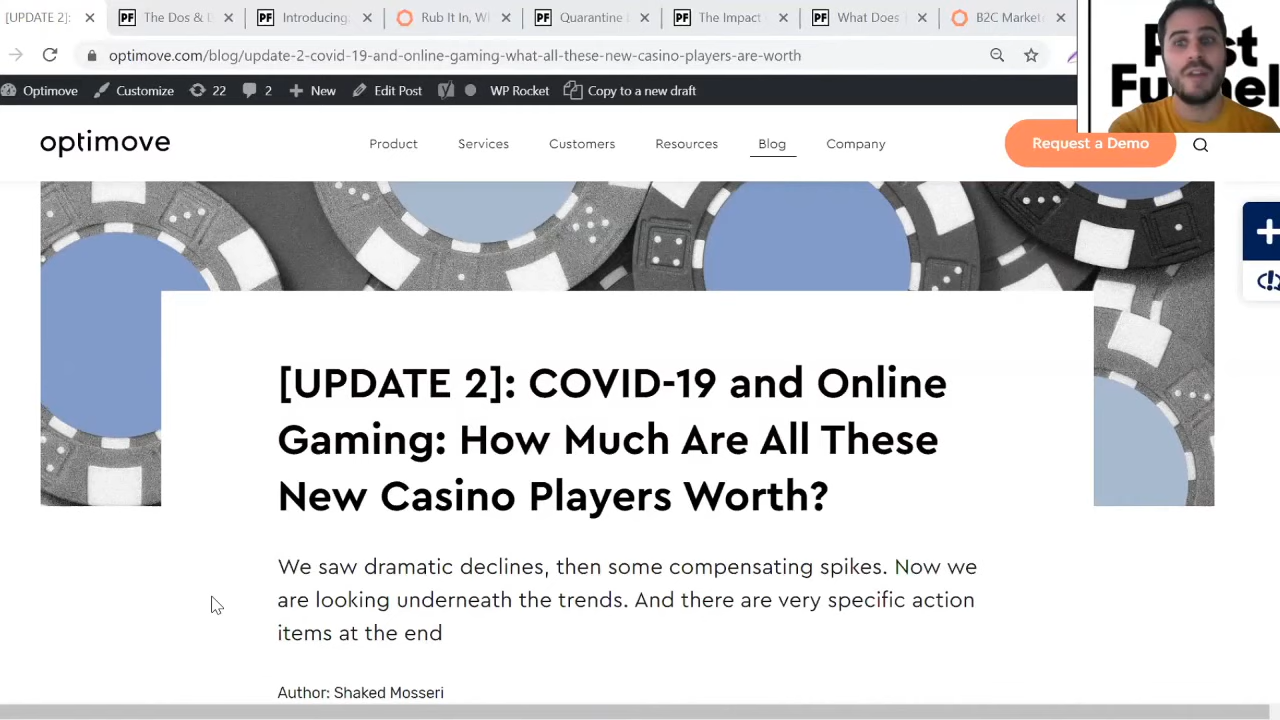 [UPDATE 2]:
The Dos &
Introducing
Rub It In, W
Quarantine
The Impact
What Does
B2C Market
optimove.com/blog/update-2-covid-19-and-online-gaming-what-all-these-new-casino-players-are-worth
Optimove Customize 22 2 New Edit Post WP Rocket Copy to a new draft
optimove
Product Services Customers Resources Blog Company
Request a Demo
[UPDATE 2]: COVID-19 and Online
Gaming: How Much Are All These
New Casino Players Worth?
We saw dramatic declines, then some compensating spikes. Now we
are looking underneath the trends. And there are very specific action
items at the end
Author: Shaked Mosseri